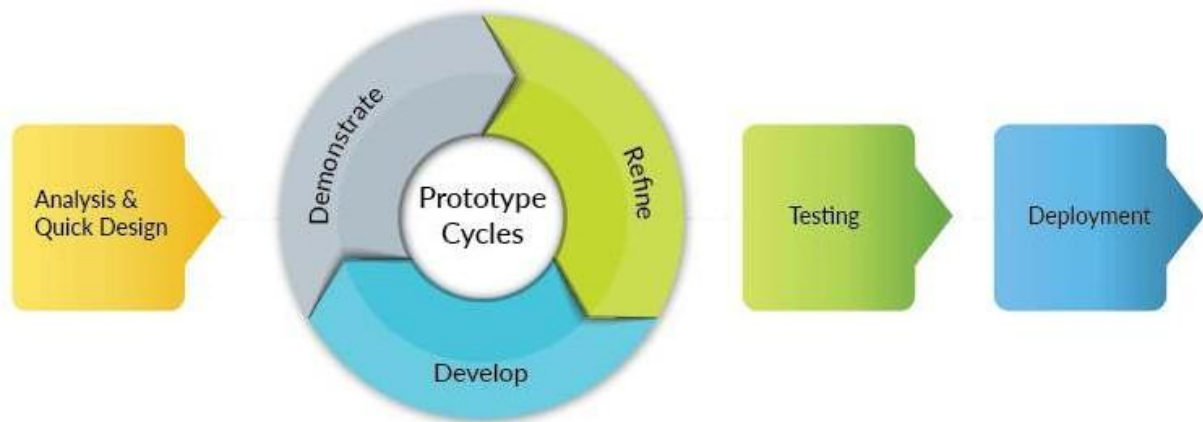 Analysis &
Quick Design
Demonstrate
Refine
Develop
Prototype
Cycles
Testing
Deployment